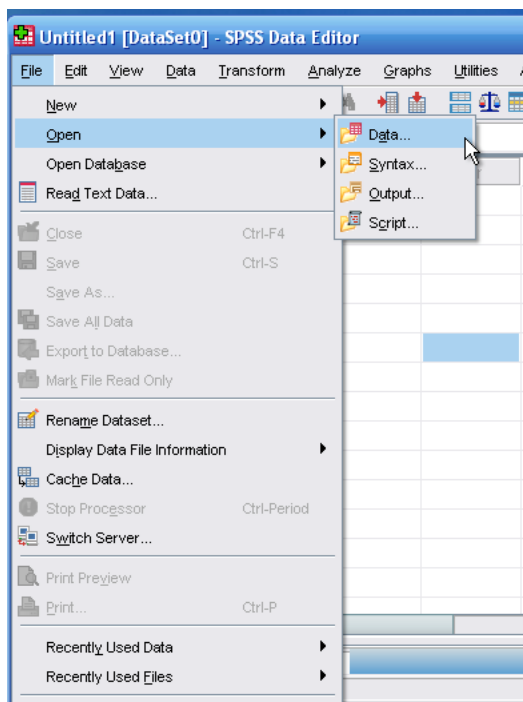 Untitled1 [DataSet0] - SPSS Data Editor
File Edit View Data Transform Analyze Graphs Utilities
New
Open
Data...
Open Database
Syntax...
Read Text Data...
Output...
Script...
Close Ctrl-F4
Save Ctrl-S
Save As...
Save All Data
Export to Database...
Mark File Read Only
Rename Dataset...
Display Data File Information
Cache Data...
Stop Processor Ctrl-Period
Switch Server...
Print Preview
Print... Ctrl-P
Recently Used Data
Recently Used Files